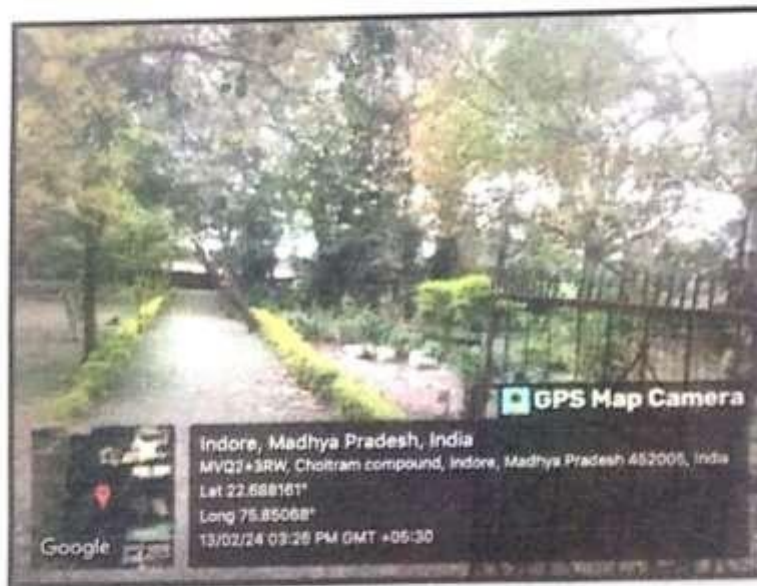 GPS Map Camera
Indore, Madhya Pradesh, India
MVQ2+3RW, Choitram compound, Indore, Madhya Pradesh 452005, India
Lat 22.688161°
Long 75.85068°
13/02/24 03:26 PM GMT +05:30
Google